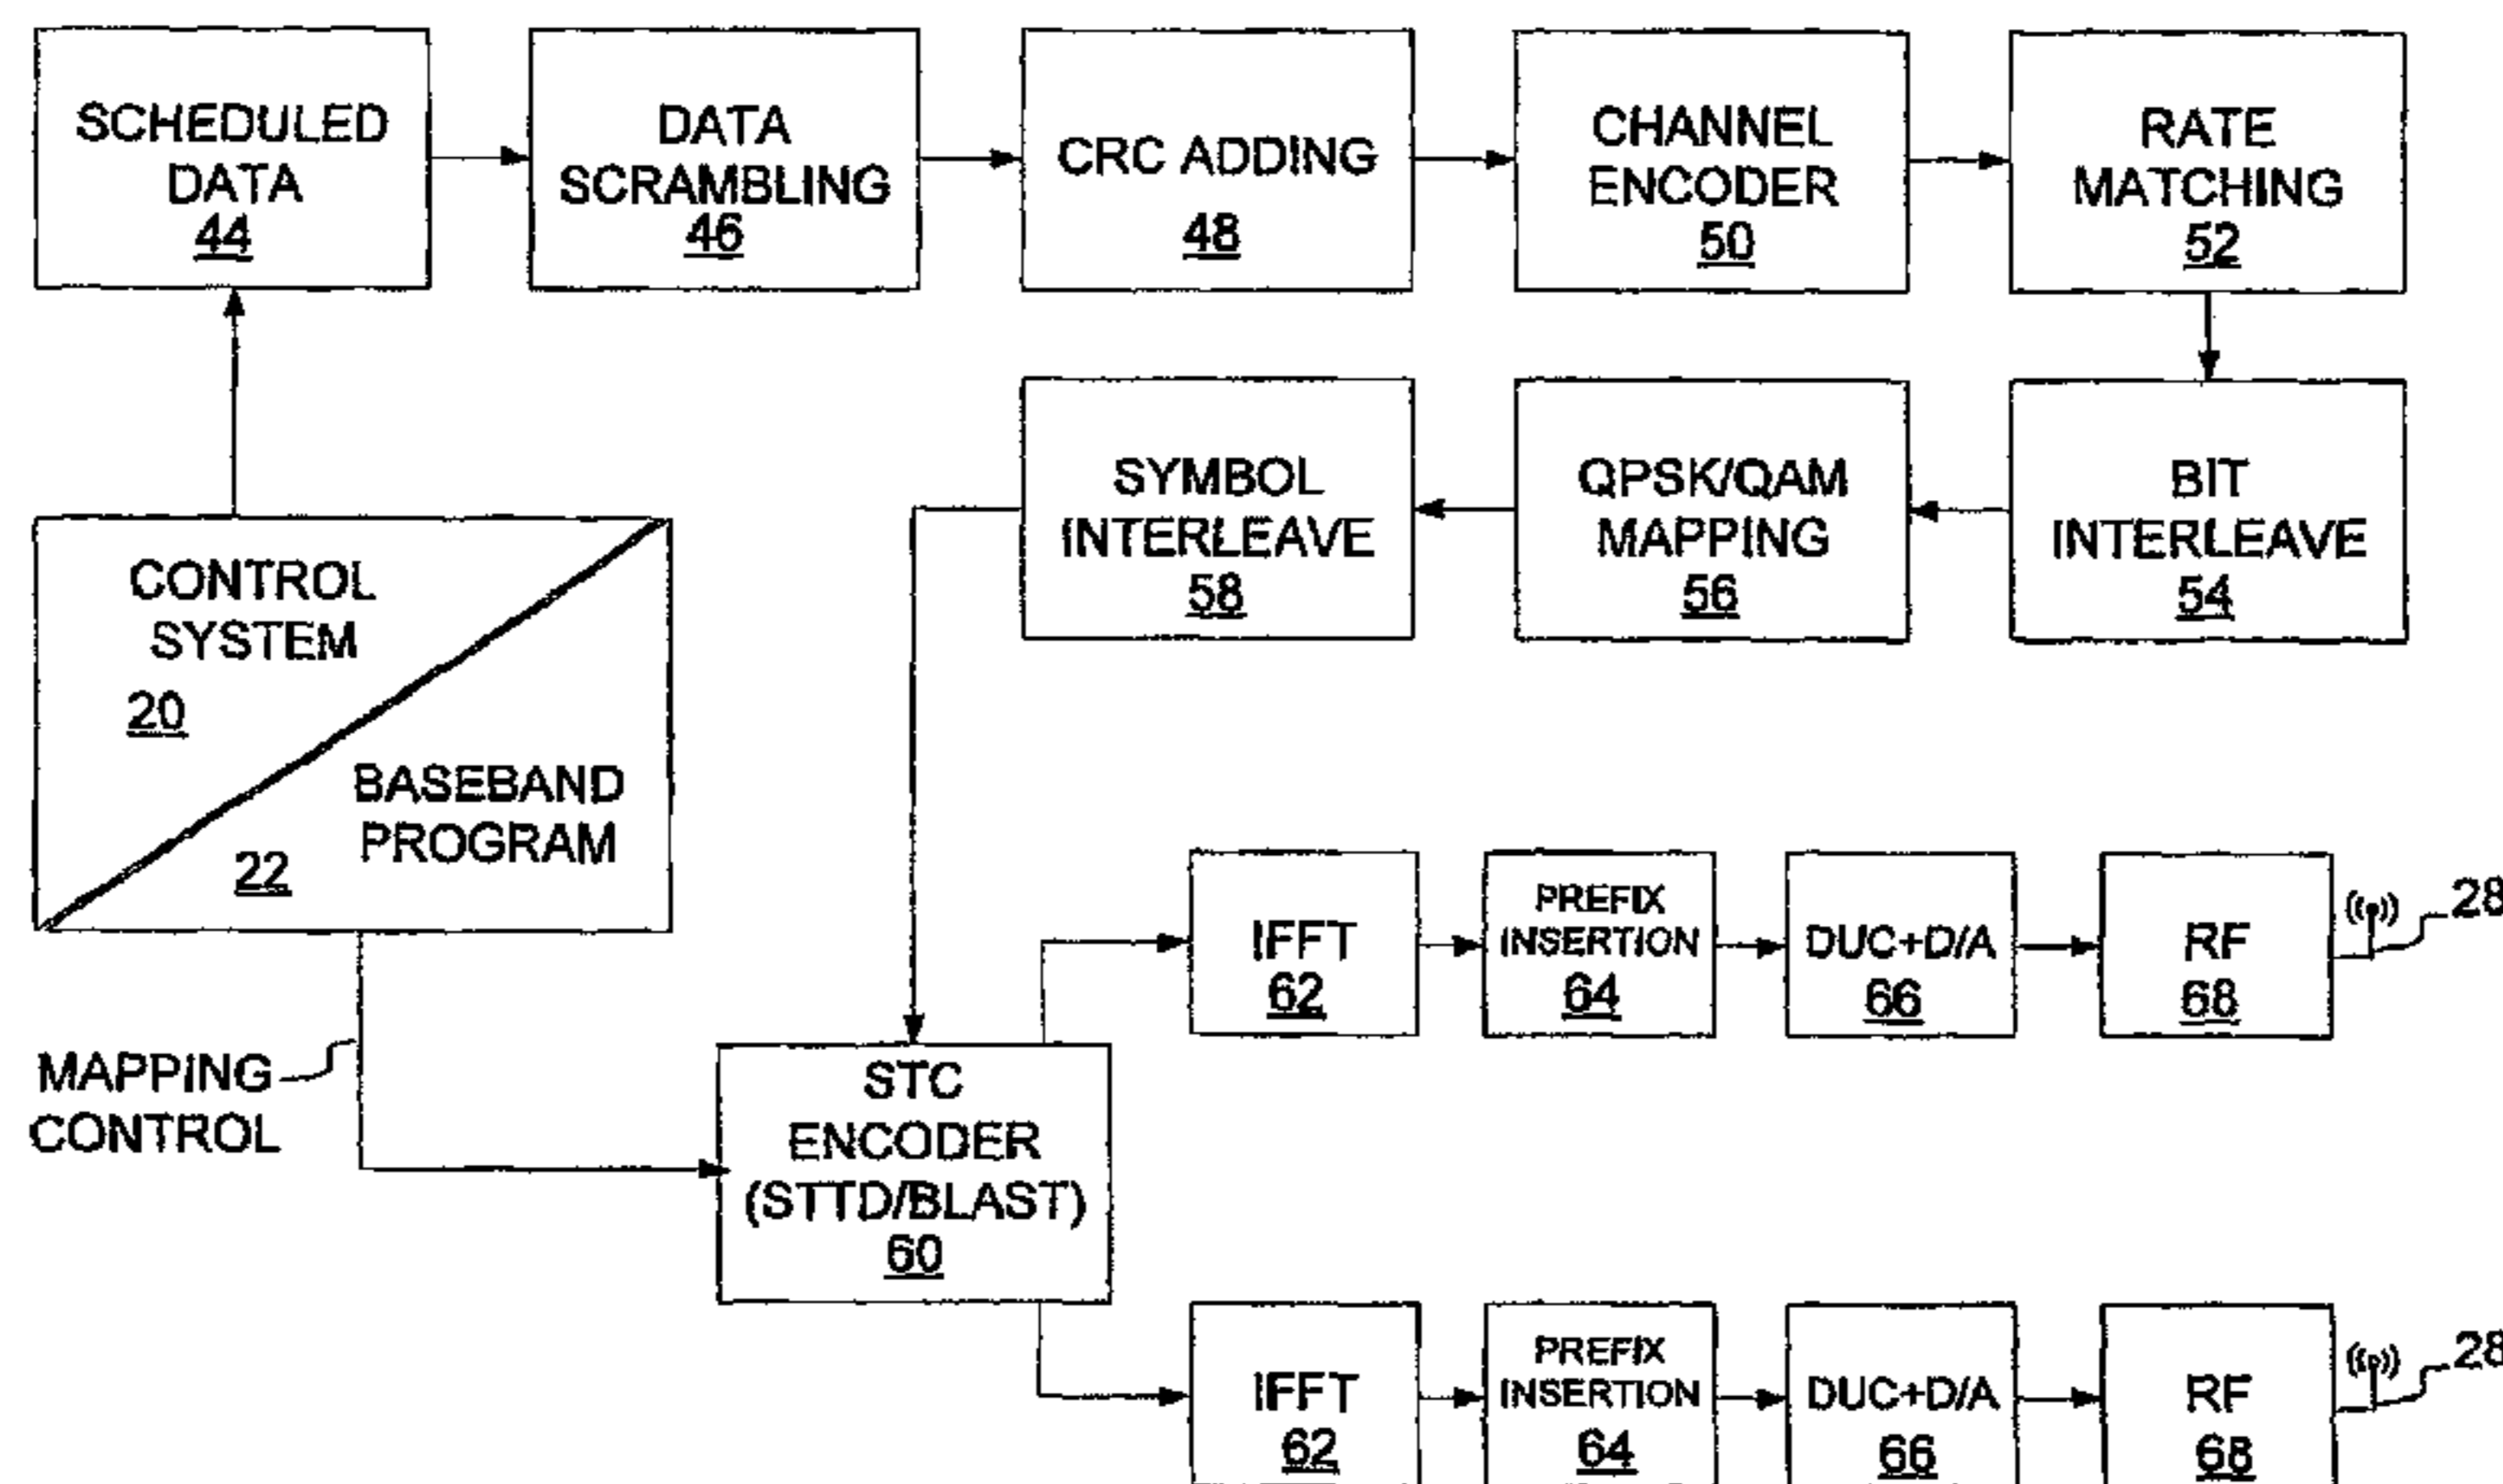 SCHEDULED
DATA
44
DATA
SCRAMBLING
46
CRC ADDING
48
CHANNEL
ENCODER
50
RATE
MATCHING
52
SYMBOL
INTERLEAVE
58
QPSK/QAM
MAPPING
56
BIT
INTERLEAVE
54
CONTROL
SYSTEM
20
BASEBAND
PROGRAM
22
MAPPING
CONTROL
STC
ENCODER
(STTD/BLAST)
60
IFFT
62
PREFIX
INSERTION
64
DUC+D/A
66
RF
68
28
IFFT
62
PREFIX
INSERTION
64
DUC+D/A
66
RF
68
28